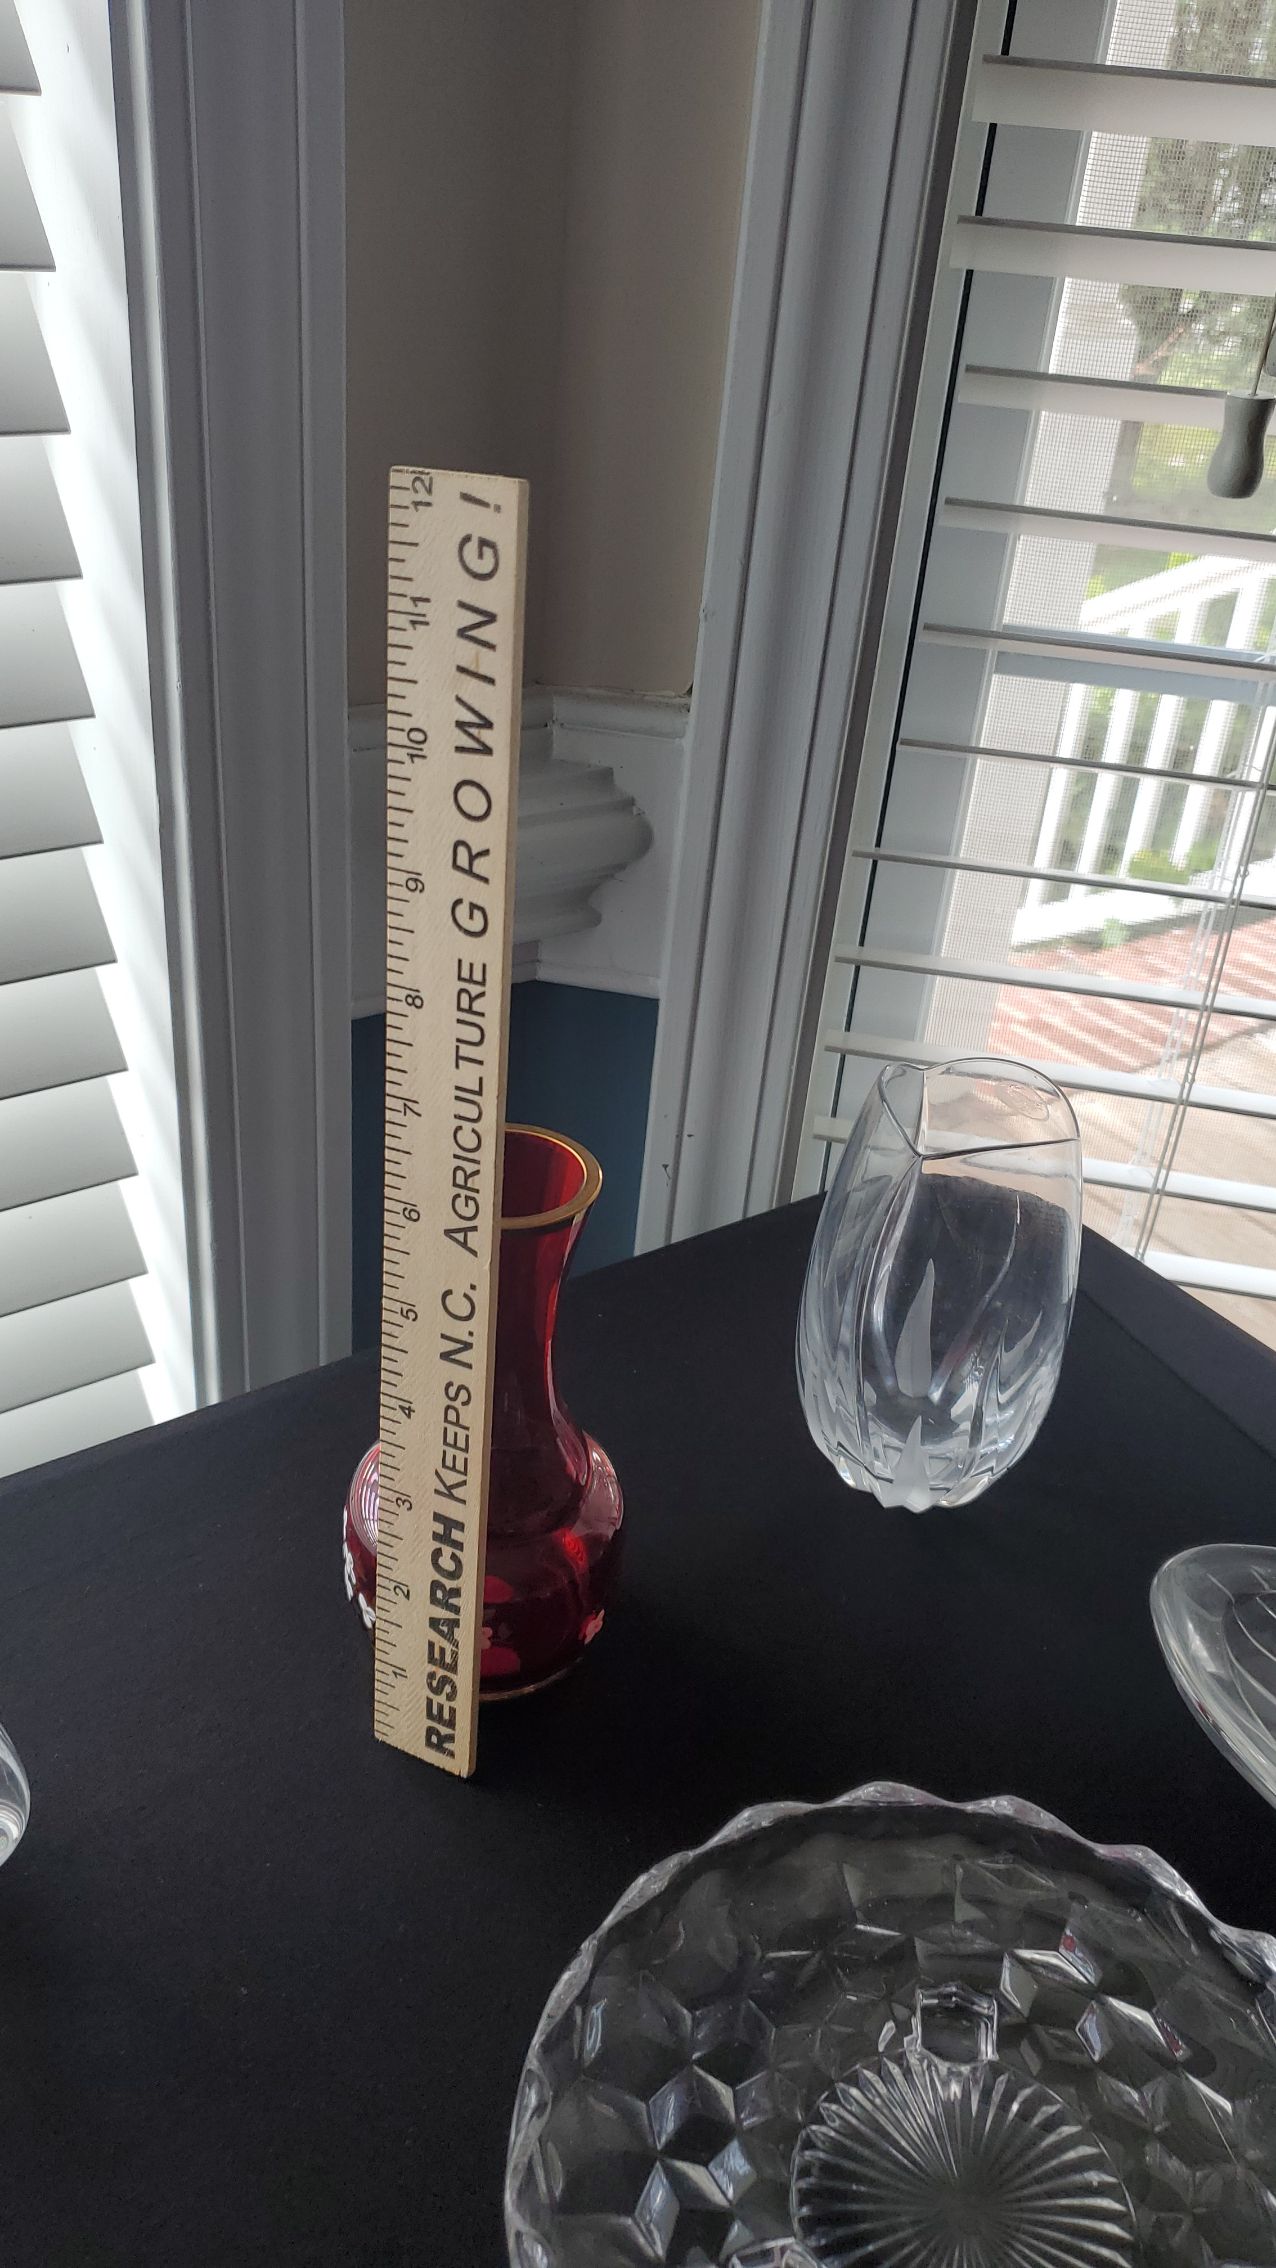 RESEARCH KEEPS N.C. AGRICULTURE GROWING!
1 2 3 4 5 6 7 8 9 10 11 12